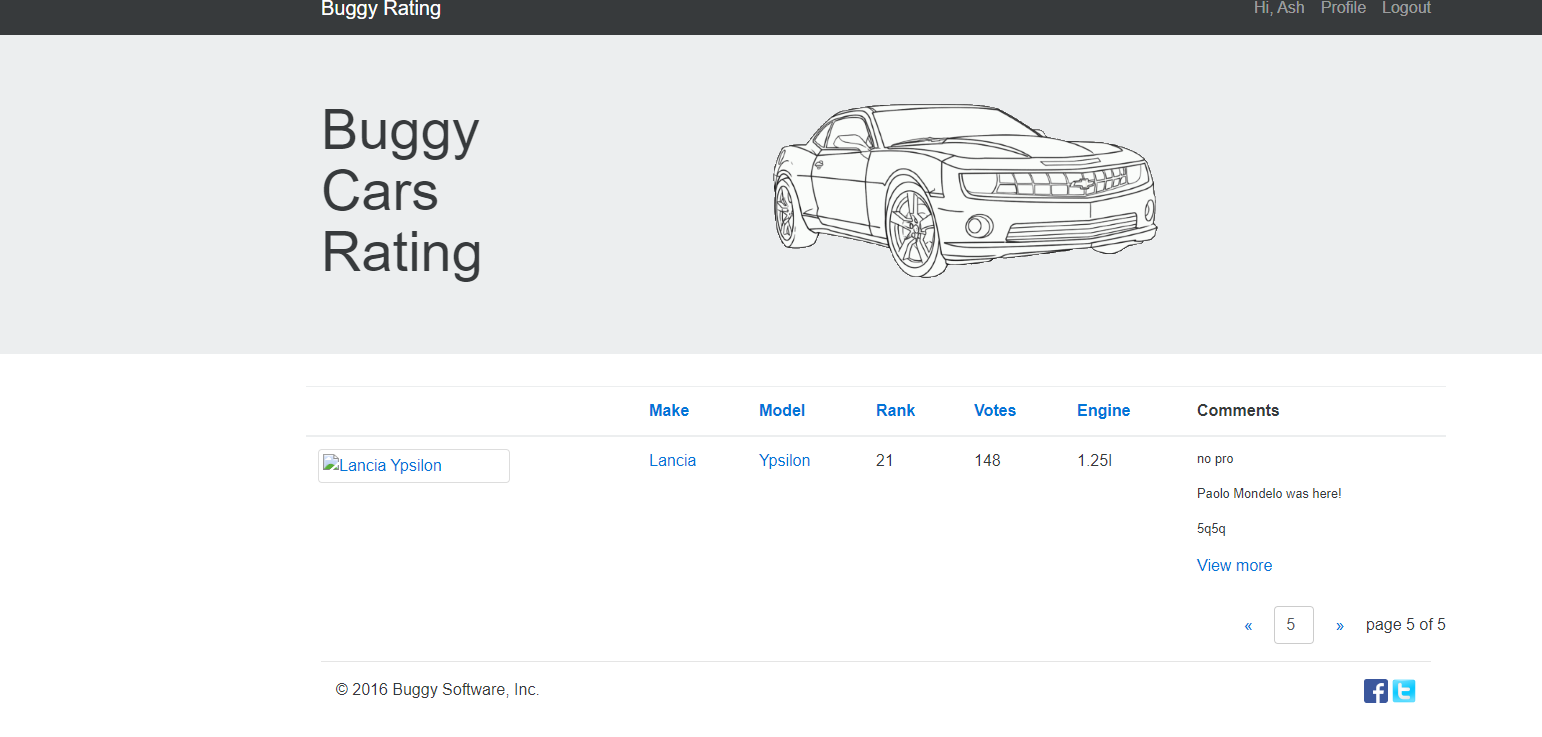 Buggy Rating
Hi, Ash Profile Logout
Buggy
Cars
Rating
Make Model Rank Votes Engine Comments
Lancia Ypsilon Lancia Ypsilon 21 148 1.25l no pro
Paolo Mondelo was here!
5q5q
View more
« 5 » page 5 of 5
© 2016 Buggy Software, Inc.